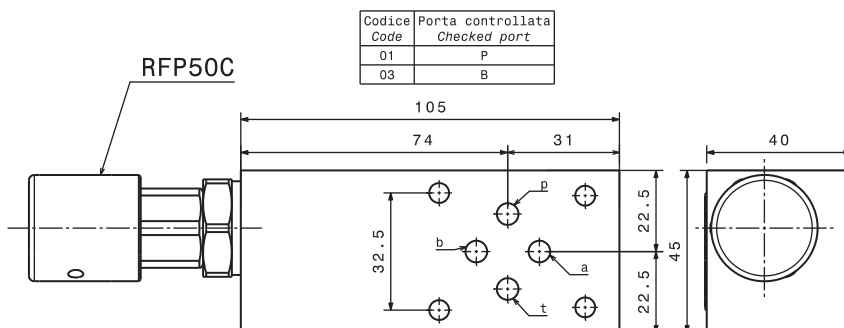 Codice Porta controllata
Code Checked port
01 P
03 B
RFP50C
105
74 31 40
p
22.5
32.5
b
45
a
22.5
t